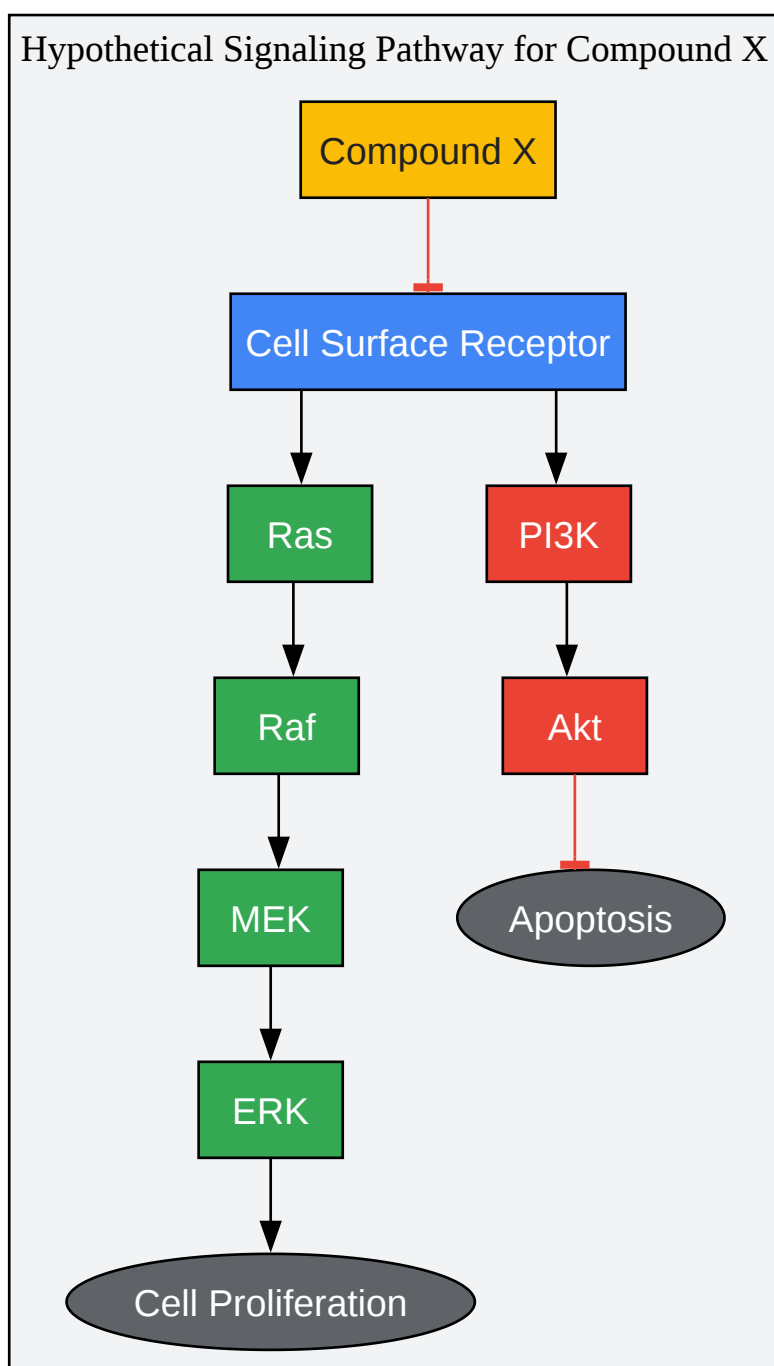 Hypothetical Signaling Pathway for Compound X
Compound X
Cell Surface Receptor
Ras
PI3K
Raf
Akt
MEK
Apoptosis
ERK
Cell Proliferation